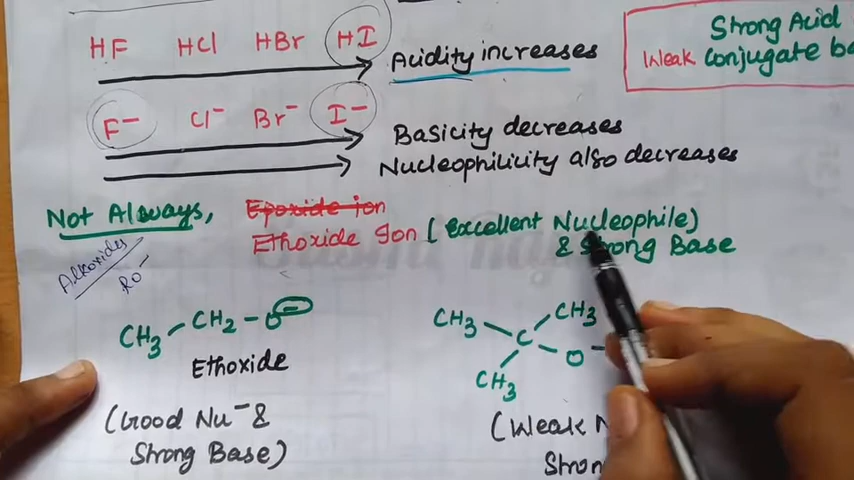 HF HCl HBr HI
Acidity increases
Strong Acid
Weak Conjugate
F⁻ Cl⁻ Br⁻ I⁻
Basicity decreases
Nucleophilicity also decreases
Not Always,
Epoxide ion
Ethoxide Ion (Excellent Nucleophile)
& Strong Base
Alkoxides
RO⁻
CH3 CH2 O⁻
Ethoxide
(Good Nu⁻ &
Strong Base)
CH3 CH3
C
O
CH3
(Weak